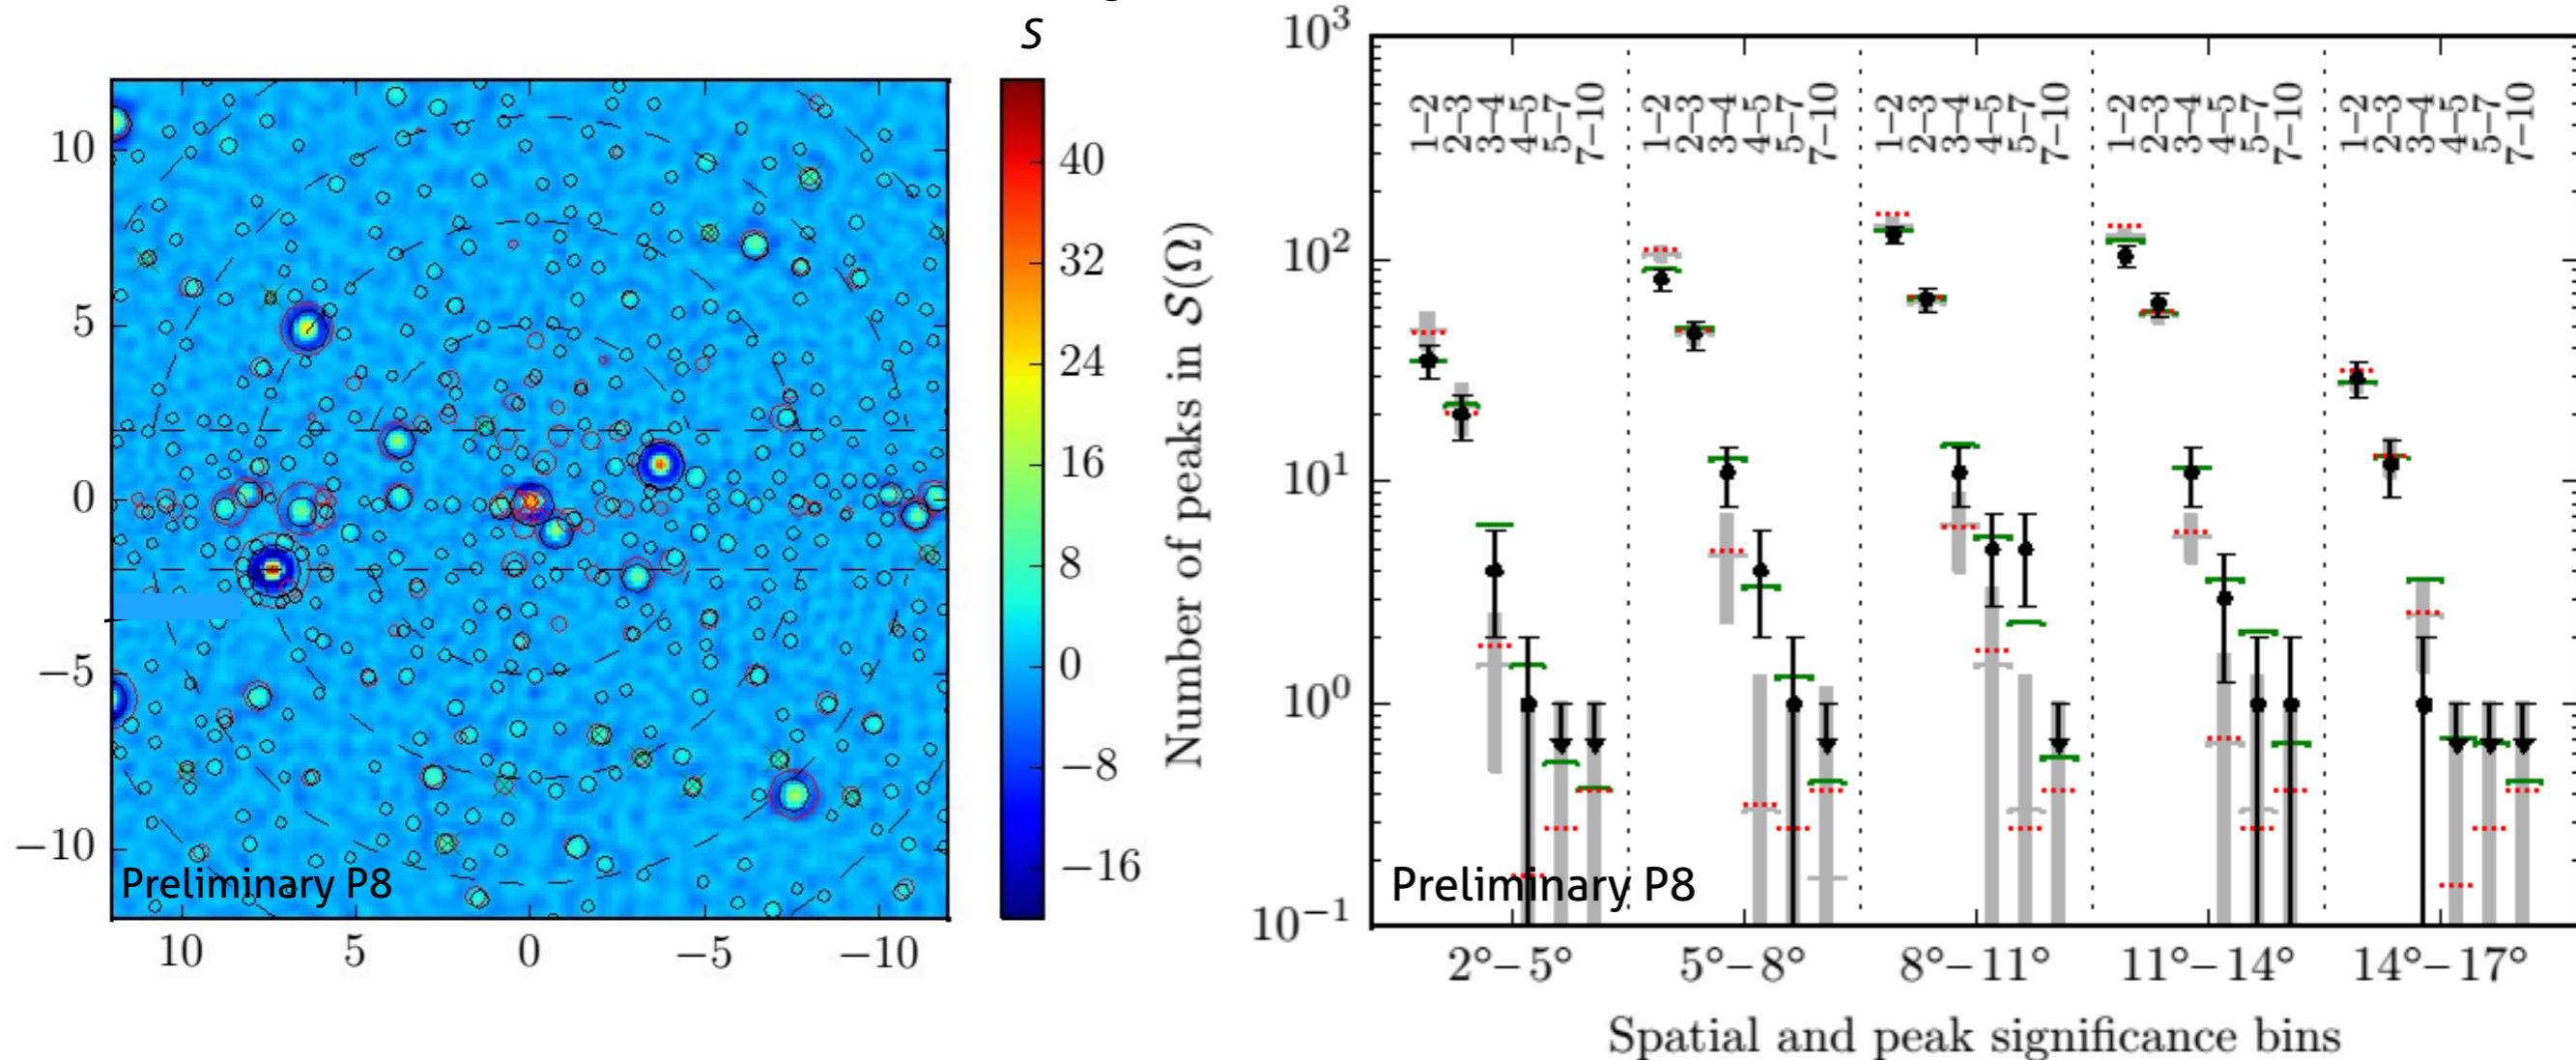 S
10
5
0
−5
−10
10 5 0 −5 −10
Preliminary P8
40
32
24
16
8
0
−8
−16
Number of peaks in S(Ω)
10³
10²
10¹
10⁰
10⁻¹
1–2 2–3 3–4 4–5 5–7 7–10
1–2 2–3 3–4 4–5 5–7 7–10
1–2 2–3 3–4 4–5 5–7 7–10
1–2 2–3 3–4 4–5 5–7 7–10
1–2 2–3 3–4 4–5 5–7 7–10
Preliminary P8
2°–5° 5°–8° 8°–11° 11°–14° 14°–17°
Spatial and peak significance bins